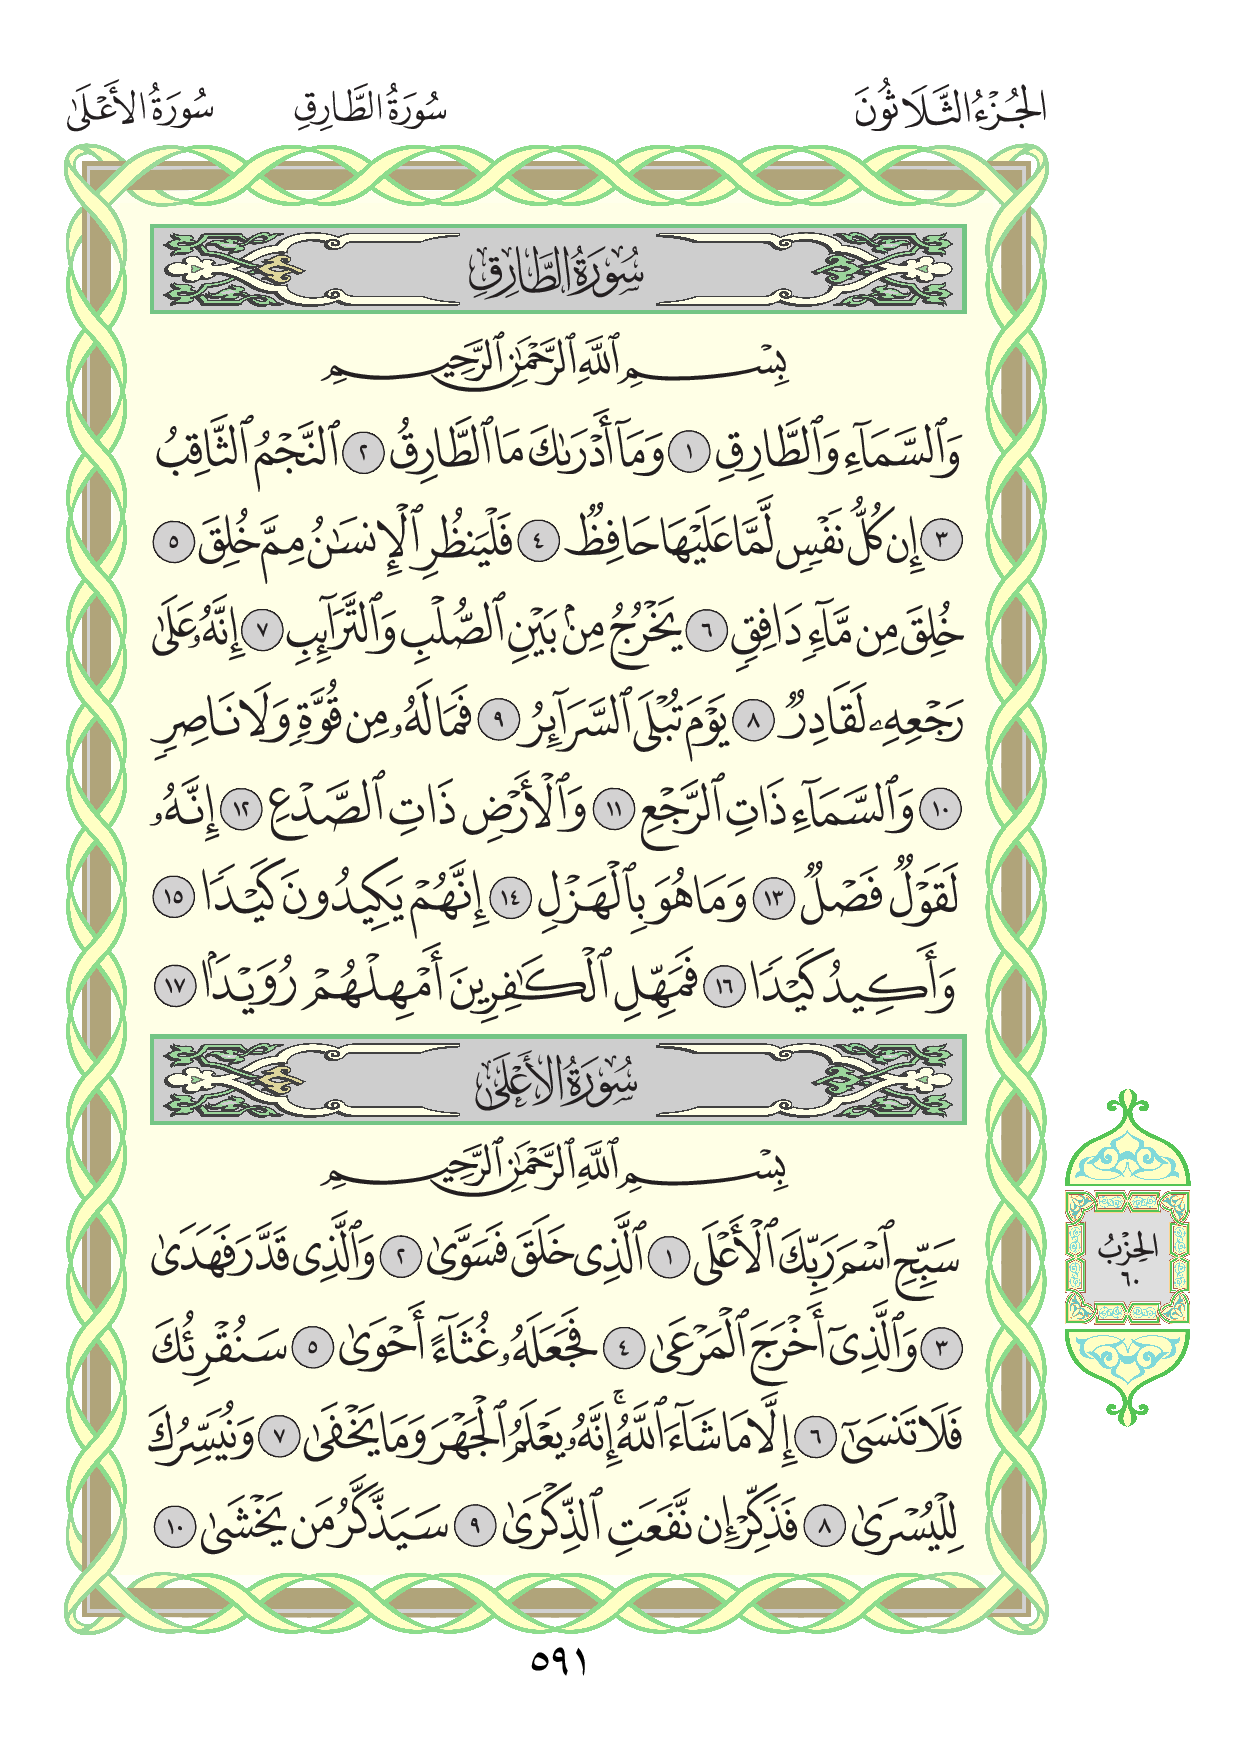 الجُزْءُ الثَّلَاثُونَ سُورَةُ الطَّارِقِ سُورَةُ الأَعْلَىٰ
سُورَةُ الطَّارِقِ
بِسْمِ ٱللَّهِ ٱلرَّحْمَٰنِ ٱلرَّحِيمِ
وَٱلسَّمَآءِ وَٱلطَّارِقِ ١ وَمَآ أَدْرَىٰكَ مَا ٱلطَّارِقُ ٢ ٱلنَّجْمُ ٱلثَّاقِبُ
٣ إِن كُلُّ نَفْسٍ لَّمَّا عَلَيْهَا حَافِظٌ ٤ فَلْيَنظُرِ ٱلْإِنسَٰنُ مِمَّ خُلِقَ ٥
خُلِقَ مِن مَّآءٍ دَافِقٍ ٦ يَخْرُجُ مِنۢ بَيْنِ ٱلصُّلْبِ وَٱلتَّرَآئِبِ ٧ إِنَّهُۥ عَلَىٰ
رَجْعِهِۦ لَقَادِرٌ ٨ يَوْمَ تُبْلَى ٱلسَّرَآئِرُ ٩ فَمَا لَهُۥ مِن قُوَّةٍ وَلَا نَاصِرٍ
١٠ وَٱلسَّمَآءِ ذَاتِ ٱلرَّجْعِ ١١ وَٱلْأَرْضِ ذَاتِ ٱلصَّدْعِ ١٢ إِنَّهُۥ
لَقَوْلٌ فَصْلٌ ١٣ وَمَا هُوَ بِٱلْهَزْلِ ١٤ إِنَّهُمْ يَكِيدُونَ كَيْدًا ١٥
وَأَكِيدُ كَيْدًا ١٦ فَمَهِّلِ ٱلْكَٰفِرِينَ أَمْهِلْهُمْ رُوَيْدًۢا ١٧
سُورَةُ الأَعْلَىٰ
بِسْمِ ٱللَّهِ ٱلرَّحْمَٰنِ ٱلرَّحِيمِ
سَبِّحِ ٱسْمَ رَبِّكَ ٱلْأَعْلَى ١ ٱلَّذِى خَلَقَ فَسَوَّىٰ ٢ وَٱلَّذِى قَدَّرَ فَهَدَىٰ
٣ وَٱلَّذِىٓ أَخْرَجَ ٱلْمَرْعَىٰ ٤ فَجَعَلَهُۥ غُثَآءً أَحْوَىٰ ٥ سَنُقْرِئُكَ
فَلَا تَنسَىٰٓ ٦ إِلَّا مَا شَآءَ ٱللَّهُ ۚ إِنَّهُۥ يَعْلَمُ ٱلْجَهْرَ وَمَا يَخْفَىٰ ٧ وَنُيَسِّرُكَ
لِلْيُسْرَىٰ ٨ فَذَكِّرْ إِن نَّفَعَتِ ٱلذِّكْرَىٰ ٩ سَيَذَّكَّرُ مَن يَخْشَىٰ ١٠
الحِزْبُ
٦٠
٥٩١